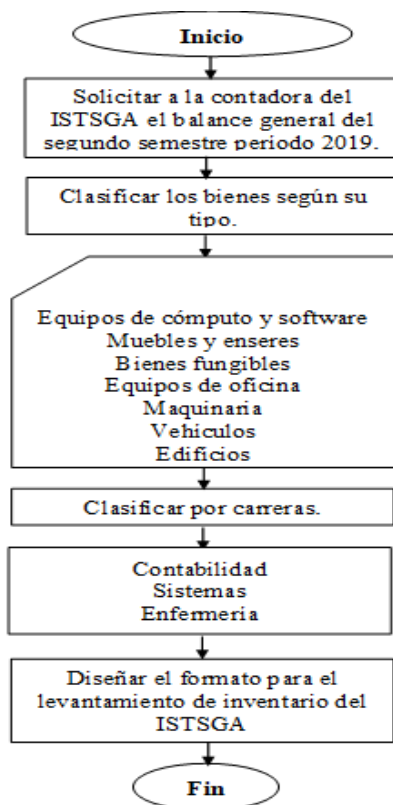 Inicio
Solicitar a la contadora del
ISTSGA el balance general del
segundo semestre periodo 2019.
Clasificar los bienes según su
tipo.
Equipos de cómputo y software
Muebles y enseres
Bienes fungibles
Equipos de oficina
Maquinaria
Vehículos
Edificios
Clasificar por carreras.
Contabilidad
Sistemas
Enfermería
Diseñar el formato para el
levantamiento de inventario del
ISTSGA
Fin